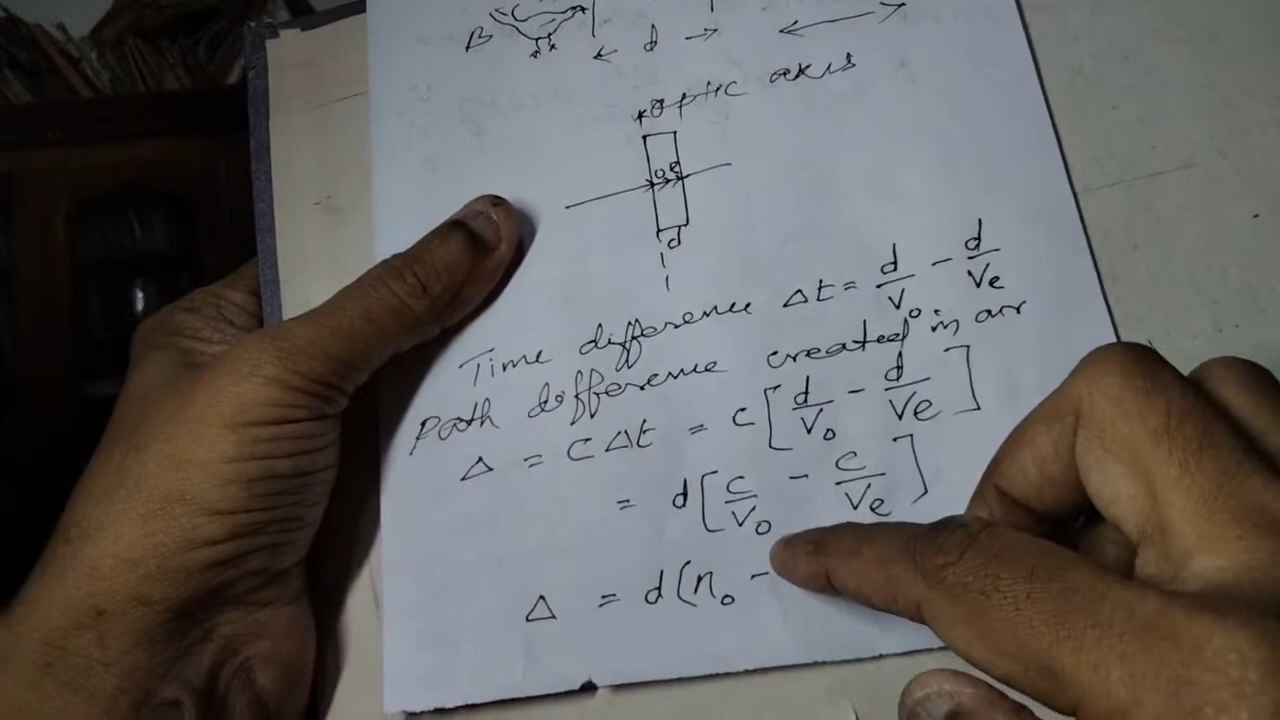 B
← d →
*Optic axis
o e
d
Time difference Δt = d/V₀ - d/Ve
Path difference created in air
Δ = CΔt = C[d/V₀ - d/Ve]
= d[C/V₀ - C/Ve]
Δ = d(n₀ -